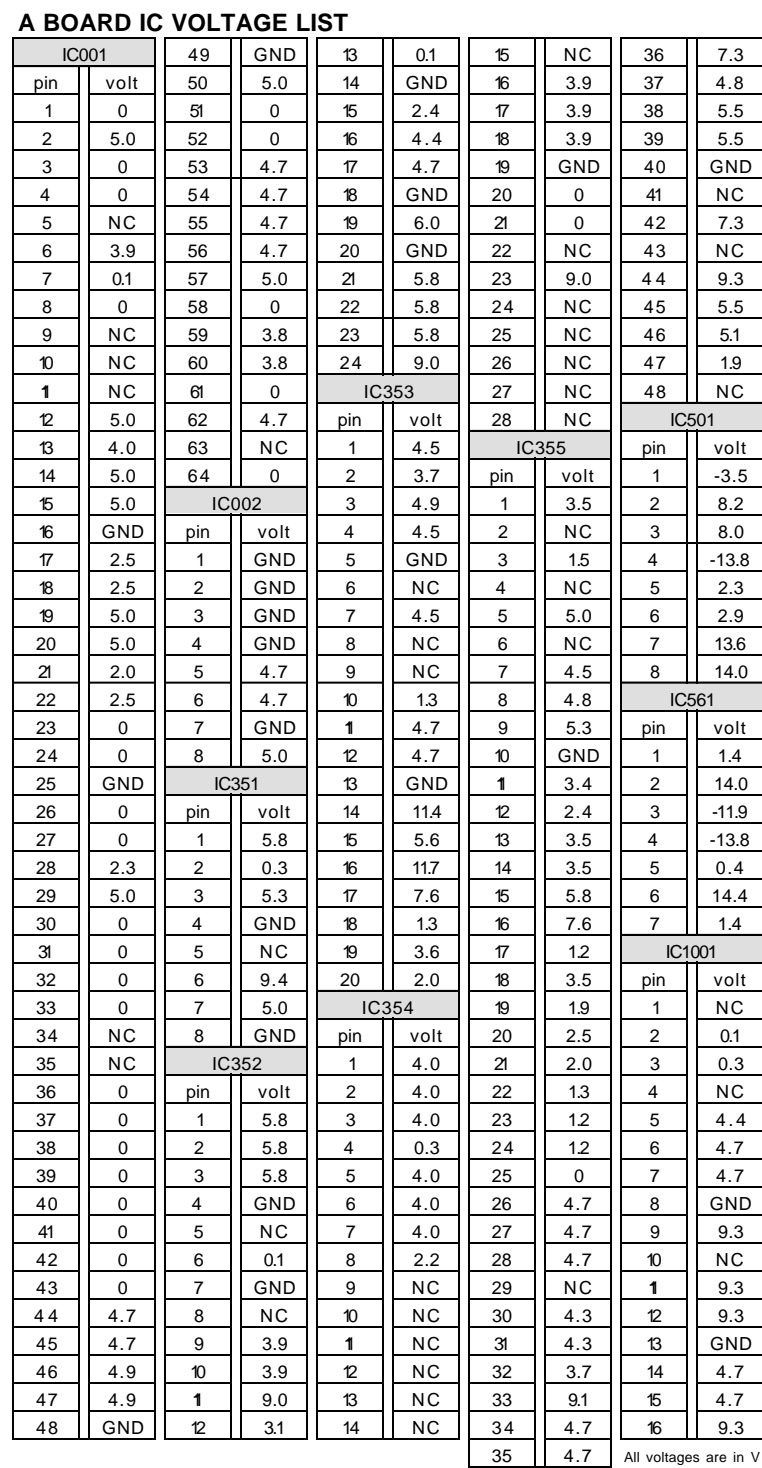 A BOARD IC VOLTAGE LIST
IC001
pin volt
1 0
2 5.0
3 0
4 0
5 NC
6 3.9
7 0.1
8 0
9 NC
10 NC
11 NC
12 5.0
13 4.0
14 5.0
15 5.0
16 GND
17 2.5
18 2.5
19 5.0
20 5.0
21 2.0
22 2.5
23 0
24 0
25 GND
26 0
27 0
28 2.3
29 5.0
30 0
31 0
32 0
33 0
34 NC
35 NC
36 0
37 0
38 0
39 0
40 0
41 0
42 0
43 0
44 4.7
45 4.7
46 4.9
47 4.9
48 GND
49 GND
50 5.0
51 0
52 0
53 4.7
54 4.7
55 4.7
56 4.7
57 5.0
58 0
59 3.8
60 3.8
61 0
62 4.7
63 NC
64 0
IC002
pin volt
1 GND
2 GND
3 GND
4 GND
5 4.7
6 4.7
7 GND
8 5.0
IC351
pin volt
1 5.8
2 0.3
3 5.3
4 GND
5 NC
6 9.4
7 5.0
8 GND
IC352
pin volt
1 5.8
2 5.8
3 5.8
4 GND
5 NC
6 0.1
7 GND
8 NC
9 3.9
10 3.9
11 9.0
12 3.1
13 0.1
14 GND
15 2.4
16 4.4
17 4.7
18 GND
19 6.0
20 GND
21 5.8
22 5.8
23 5.8
24 9.0
IC353
pin volt
1 4.5
2 3.7
3 4.9
4 4.5
5 GND
6 NC
7 4.5
8 NC
9 NC
10 1.3
11 4.7
12 4.7
13 GND
14 11.4
15 5.6
16 11.7
17 7.6
18 1.3
19 3.6
20 2.0
IC354
pin volt
1 4.0
2 4.0
3 4.0
4 0.3
5 4.0
6 4.0
7 4.0
8 2.2
9 NC
10 NC
11 NC
12 NC
13 NC
14 NC
15 NC
16 3.9
17 3.9
18 3.9
19 GND
20 0
21 0
22 NC
23 9.0
24 NC
25 NC
26 NC
27 NC
28 NC
IC355
pin volt
1 3.5
2 NC
3 1.5
4 NC
5 5.0
6 NC
7 4.5
8 4.8
9 5.3
10 GND
11 3.4
12 2.4
13 3.5
14 3.5
15 5.8
16 7.6
17 1.2
18 3.5
19 1.9
20 2.5
21 2.0
22 1.3
23 1.2
24 1.2
25 0
26 4.7
27 4.7
28 4.7
29 NC
30 4.3
31 4.3
32 3.7
33 9.1
34 4.7
35 4.7
36 7.3
37 4.8
38 5.5
39 5.5
40 GND
41 NC
42 7.3
43 NC
44 9.3
45 5.5
46 5.1
47 1.9
48 NC
IC501
pin volt
1 -3.5
2 8.2
3 8.0
4 -13.8
5 2.3
6 2.9
7 13.6
8 14.0
IC561
pin volt
1 1.4
2 14.0
3 -11.9
4 -13.8
5 0.4
6 14.4
7 1.4
IC1001
pin volt
1 NC
2 0.1
3 0.3
4 NC
5 4.4
6 4.7
7 4.7
8 GND
9 9.3
10 NC
11 9.3
12 9.3
13 GND
14 4.7
15 4.7
16 9.3
All voltages are in V